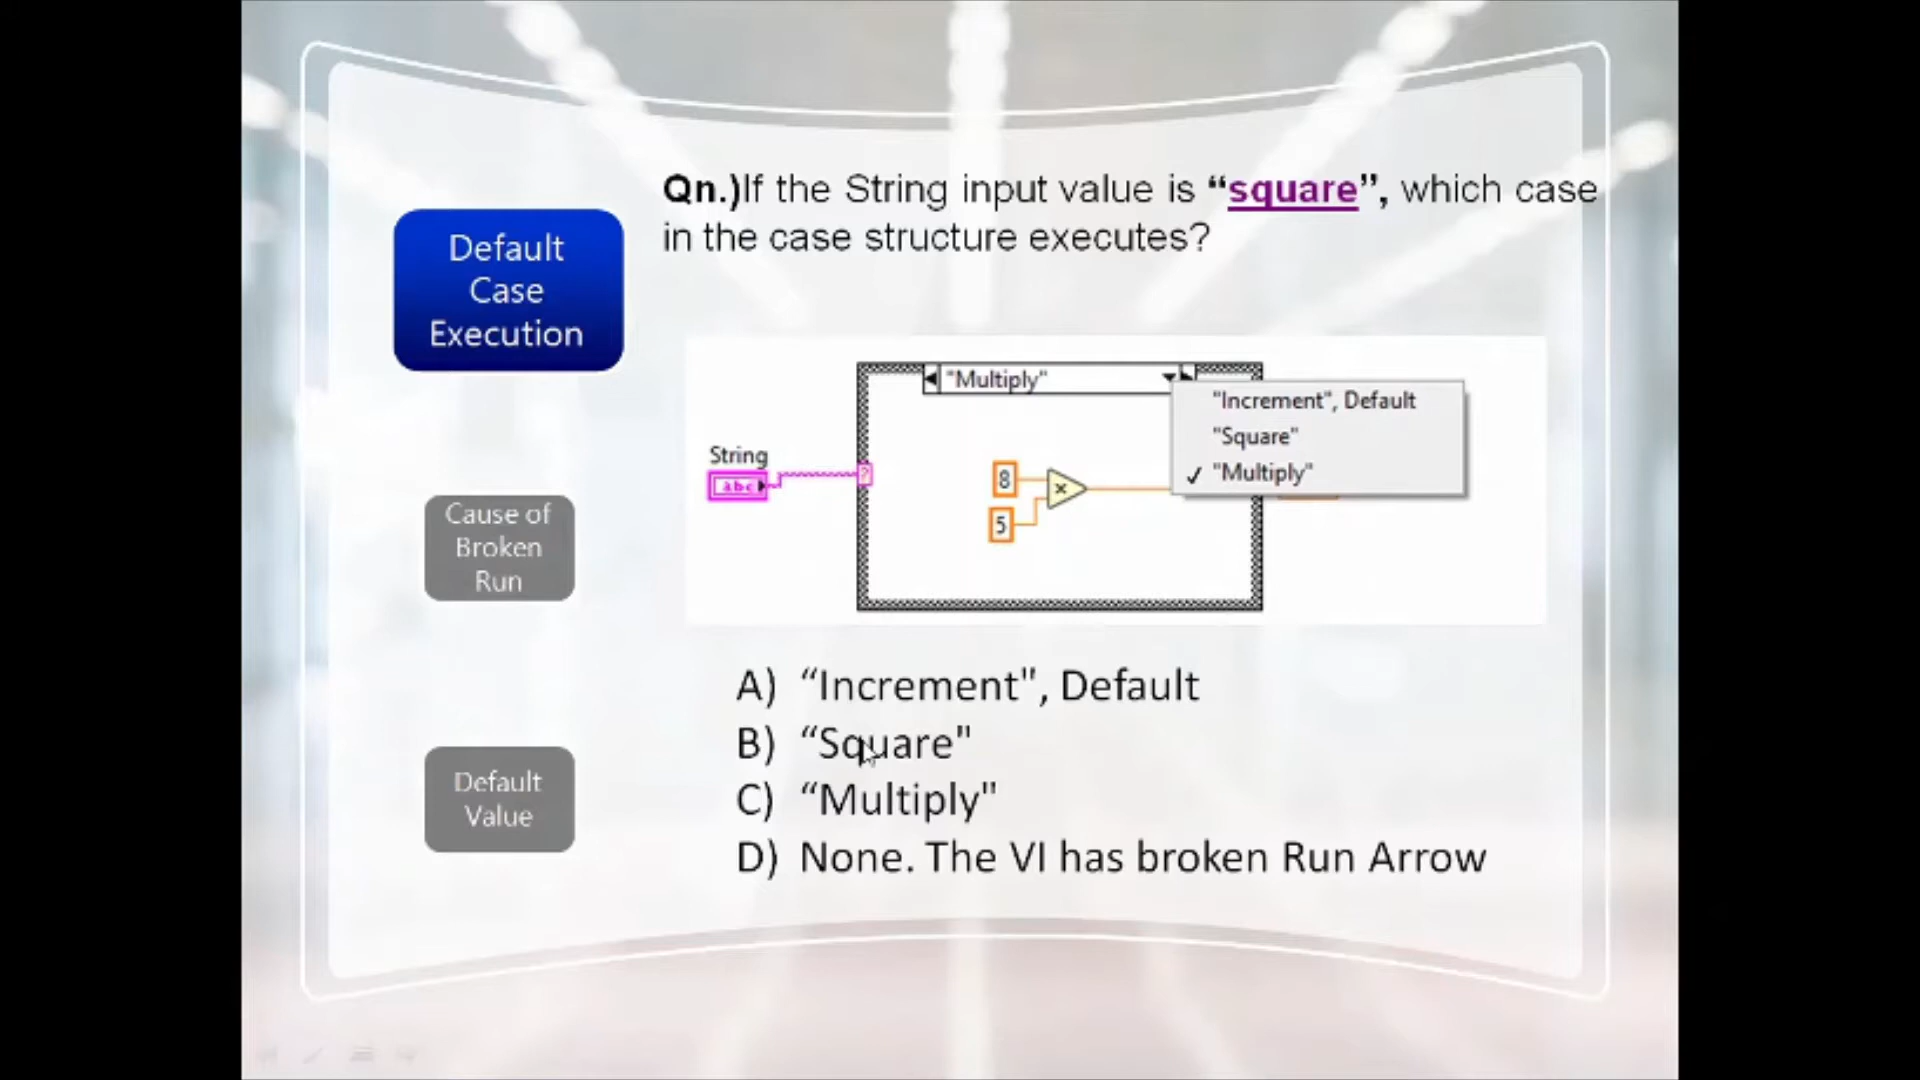 Qn.)If the String input value is “square”, which case
in the case structure executes?
Default
Case
Execution
Cause of
Broken
Run
Default
Value
"Multiply"
"Increment", Default
"Square"
✓ "Multiply"
String
abc
?
8
×
5
A) “Increment", Default
B) “Square"
C) “Multiply"
D) None. The VI has broken Run Arrow